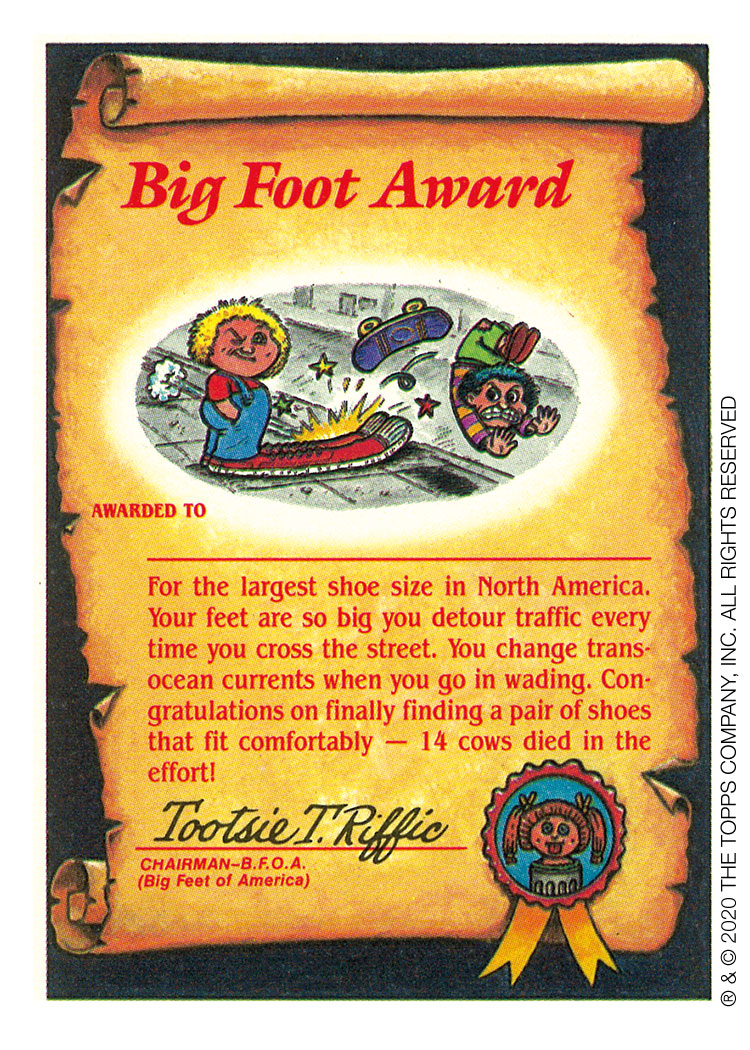 Big Foot Award
AWARDED TO
For the largest shoe size in North America.
Your feet are so big you detour traffic every
time you cross the street. You change trans-
ocean currents when you go in wading. Con-
gratulations on finally finding a pair of shoes
that fit comfortably — 14 cows died in the
effort!
Tootsie T. Riffic
CHAIRMAN–B.F.O.A.
(Big Feet of America)
® & © 2020 THE TOPPS COMPANY, INC. ALL RIGHTS RESERVED